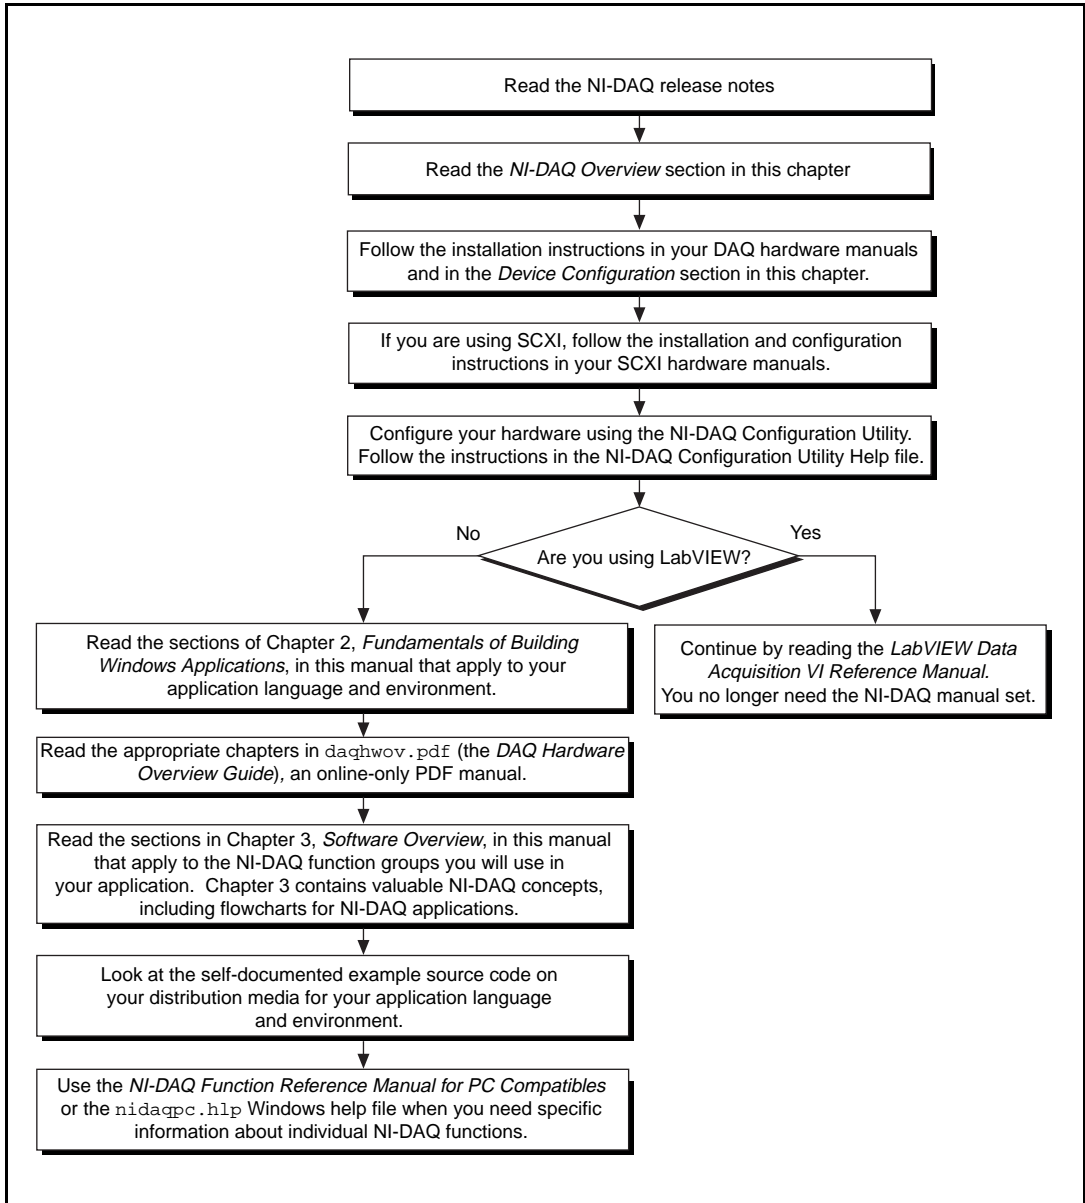 Read the NI-DAQ release notes
Read the NI-DAQ Overview section in this chapter
Follow the installation instructions in your DAQ hardware manuals
and in the Device Configuration section in this chapter.
If you are using SCXI, follow the installation and configuration
instructions in your SCXI hardware manuals.
Configure your hardware using the NI-DAQ Configuration Utility.
Follow the instructions in the NI-DAQ Configuration Utility Help file.
No
Yes
Are you using LabVIEW?
Read the sections of Chapter 2, Fundamentals of Building
Windows Applications, in this manual that apply to your
application language and environment.
Continue by reading the LabVIEW Data
Acquisition VI Reference Manual.
You no longer need the NI-DAQ manual set.
Read the appropriate chapters in daqhwov.pdf (the DAQ Hardware
Overview Guide), an online-only PDF manual.
Read the sections in Chapter 3, Software Overview, in this manual
that apply to the NI-DAQ function groups you will use in
your application. Chapter 3 contains valuable NI-DAQ concepts,
including flowcharts for NI-DAQ applications.
Look at the self-documented example source code on
your distribution media for your application language
and environment.
Use the NI-DAQ Function Reference Manual for PC Compatibles
or the nidaqpc.hlp Windows help file when you need specific
information about individual NI-DAQ functions.